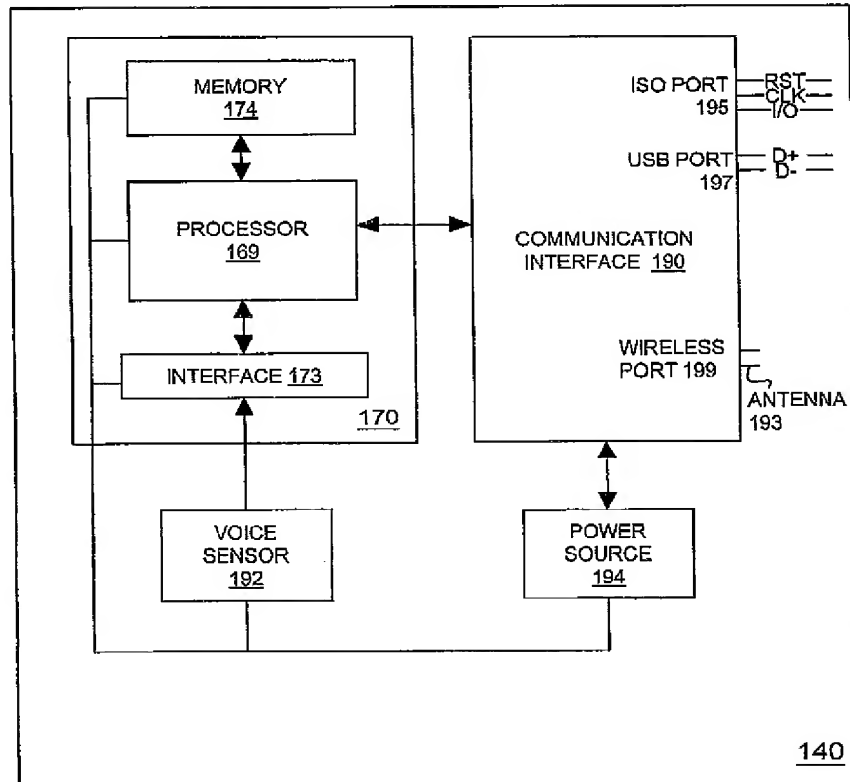 MEMORY
174
PROCESSOR
169
INTERFACE 173
170
VOICE
SENSOR
192
ISO PORT
195
RST
CLK
I/O
USB PORT
197
D+
D-
COMMUNICATION
INTERFACE 190
WIRELESS
PORT 199
ANTENNA
193
POWER
SOURCE
194
140